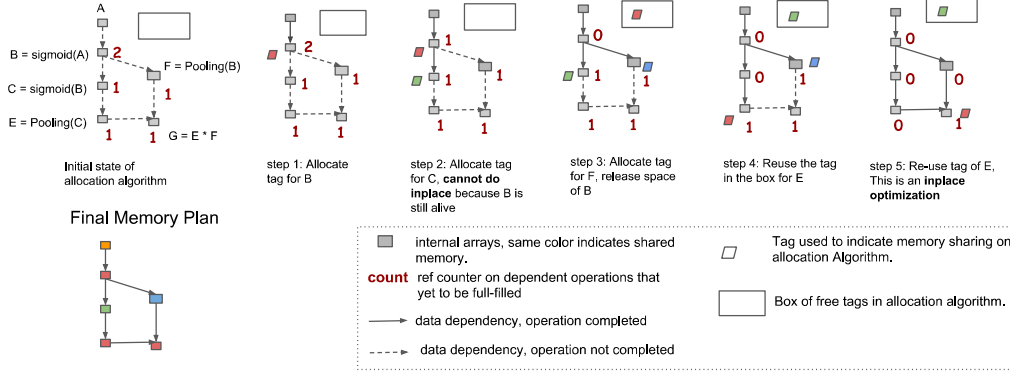 A
B = sigmoid(A)
2
F = Pooling(B)
C = sigmoid(B)
1
1
E = Pooling(C)
1
1
G = E * F
Initial state of
allocation algorithm
2
1
1
1
1
step 1: Allocate
tag for B
1
1
1
1
1
step 2: Allocate tag
for C, cannot do
inplace because B is
still alive
0
1
1
1
1
step 3: Allocate tag
for F, release space
of B
0
0
1
1
1
step 4: Reuse the tag
in the box for E
0
0
0
0
1
step 5: Re-use tag of E,
This is an inplace
optimization
Final Memory Plan
internal arrays, same color indicates shared
memory.
count ref counter on dependent operations that
yet to be full-filled
data dependency, operation completed
data dependency, operation not completed
Tag used to indicate memory sharing on
allocation Algorithm.
Box of free tags in allocation algorithm.